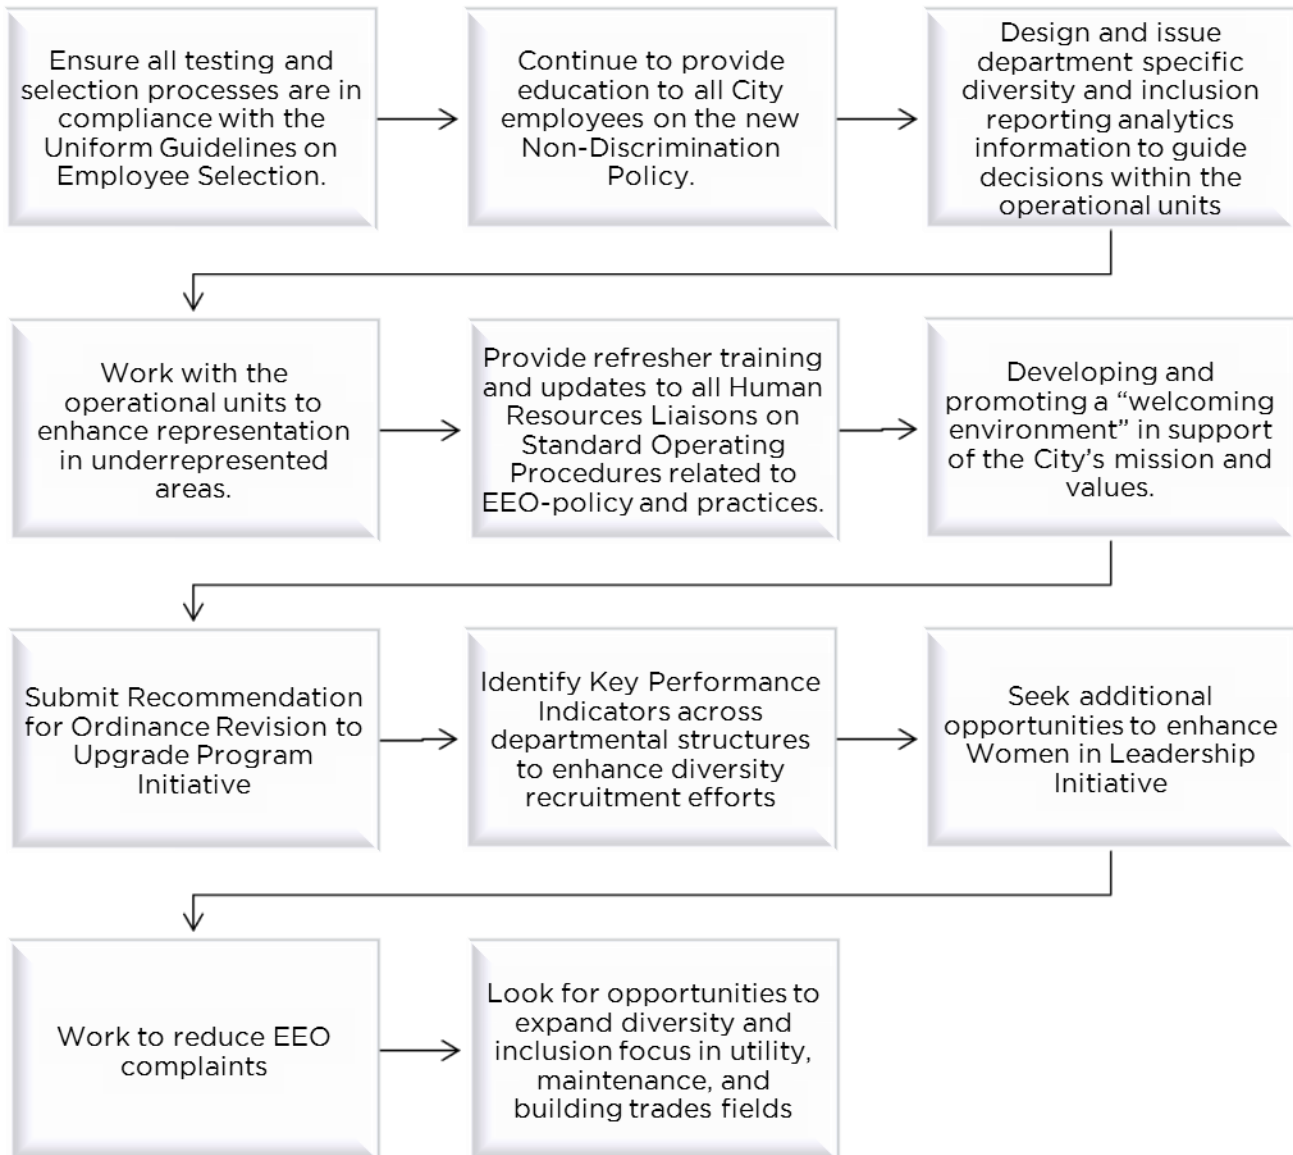 Ensure all testing and
selection processes are in
compliance with the
Uniform Guidelines on
Employee Selection.
Continue to provide
education to all City
employees on the new
Non-Discrimination
Policy.
Design and issue
department specific
diversity and inclusion
reporting analytics
information to guide
decisions within the
operational units
Work with the
operational units to
enhance representation
in underrepresented
areas.
Provide refresher training
and updates to all Human
Resources Liaisons on
Standard Operating
Procedures related to
EEO-policy and practices.
Developing and
promoting a “welcoming
environment” in support
of the City’s mission and
values.
Submit Recommendation
for Ordinance Revision to
Upgrade Program
Initiative
Identify Key Performance
Indicators across
departmental structures
to enhance diversity
recruitment efforts
Seek additional
opportunities to enhance
Women in Leadership
Initiative
Work to reduce EEO
complaints
Look for opportunities to
expand diversity and
inclusion focus in utility,
maintenance, and
building trades fields